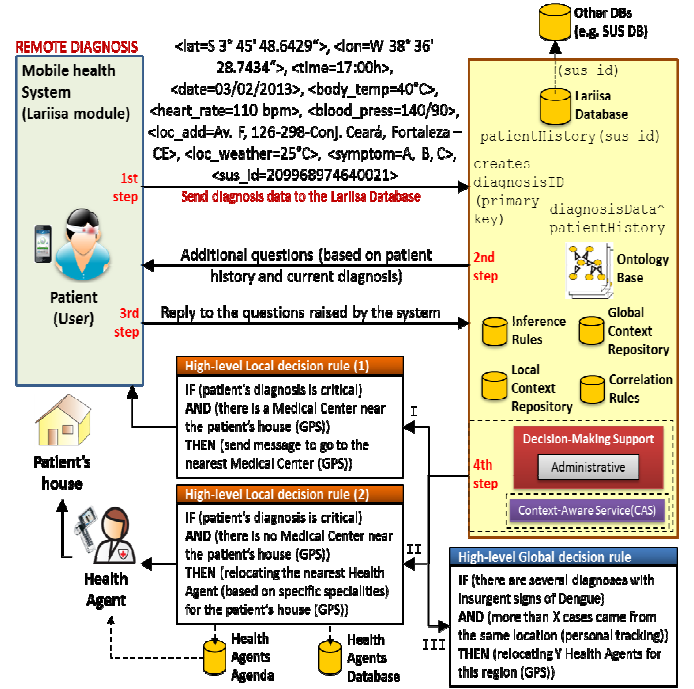 REMOTE DIAGNOSIS
Mobile health
System
(Lariisa module)
<lat=S 3° 45' 48.6429“>, <lon=W 38° 36'
28.7434“>, <time=17:00h>,
<date=03/02/2013>, <body_temp=40°C>,
<heart_rate=110 bpm>, <blood_press=140/90>,
<loc_add=Av. F, 126-298-Conj. Ceará, Fortaleza –
CE>, <loc_weather=25°C>, <symptom=A, B, C>,
<sus_id=209968974640021>
1st
step
Send diagnosis data to the Lariisa Database
Other DBs
(e.g. SUS DB)
(sus id)
Lariisa
Database
patientHistory(sus id)
creates
diagnosisID
(primary
key)
diagnosisData^
patientHistory
Additional questions (based on patient
history and current diagnosis)
2nd
step
Ontology
Base
Patient
(User)
3rd
step
Reply to the questions raised by the system
Inference
Rules
Global
Context
Repository
Local
Context
Repository
Correlation
Rules
High-level Local decision rule (1)
IF (patient's diagnosis is critical)
AND (there is a Medical Center near
the patient's house (GPS))
THEN (send message to go to the
nearest Medical Center (GPS))
I
4th
step
Decision-Making Support
Administrative
Context-Aware Service(CAS)
Patient's
house
High-level Local decision rule (2)
IF (patient's diagnosis is critical)
AND (there is no Medical Center near
the patient's house (GPS))
THEN (relocating the nearest Health
Agent (based on specific specialities)
for the patient's house (GPS))
II
Health
Agent
High-level Global decision rule
IF (there are several diagnoses with
insurgent signs of Dengue)
AND (more than X cases came from
the same location (personal tracking))
THEN (relocating Y Health Agents for
this region (GPS))
III
Health
Agents
Agenda
Health
Agents
Database